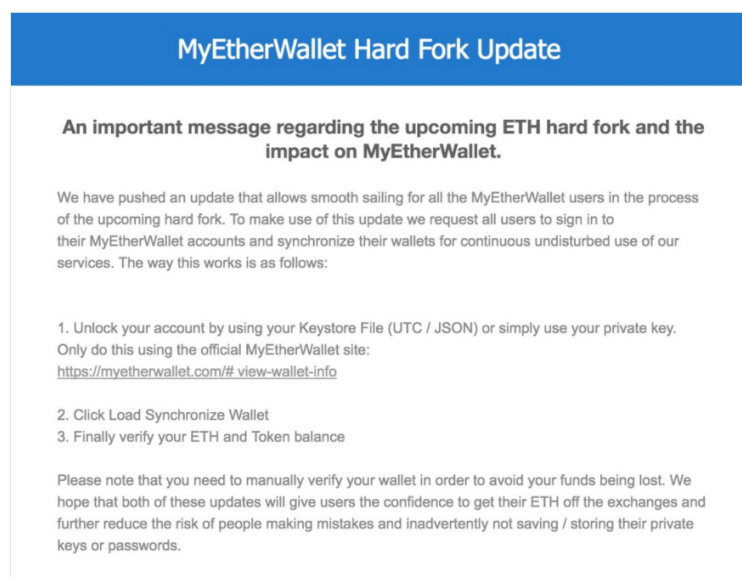 MyEtherWallet Hard Fork Update
An important message regarding the upcoming ETH hard fork and the
impact on MyEtherWallet.
We have pushed an update that allows smooth sailing for all the MyEtherWallet users in the process
of the upcoming hard fork. To make use of this update we request all users to sign in to
their MyEtherWallet accounts and synchronize their wallets for continuous undisturbed use of our
services. The way this works is as follows:
1. Unlock your account by using your Keystore File (UTC / JSON) or simply use your private key.
Only do this using the official MyEtherWallet site:
https://myetherwallet.com/# view-wallet-info
2. Click Load Synchronize Wallet
3. Finally verify your ETH and Token balance
Please note that you need to manually verify your wallet in order to avoid your funds being lost. We
hope that both of these updates will give users the confidence to get their ETH off the exchanges and
further reduce the risk of people making mistakes and inadvertently not saving / storing their private
keys or passwords.